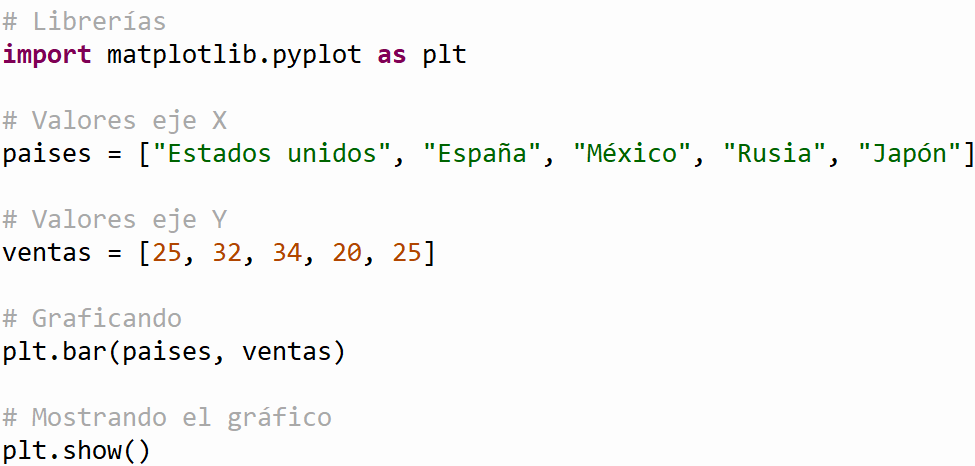 # Librerías
import matplotlib.pyplot as plt
# Valores eje X
paises = ["Estados unidos", "España", "México", "Rusia", "Japón"]
# Valores eje Y
ventas = [25, 32, 34, 20, 25]
# Graficando
plt.bar(paises, ventas)
# Mostrando el gráfico
plt.show()